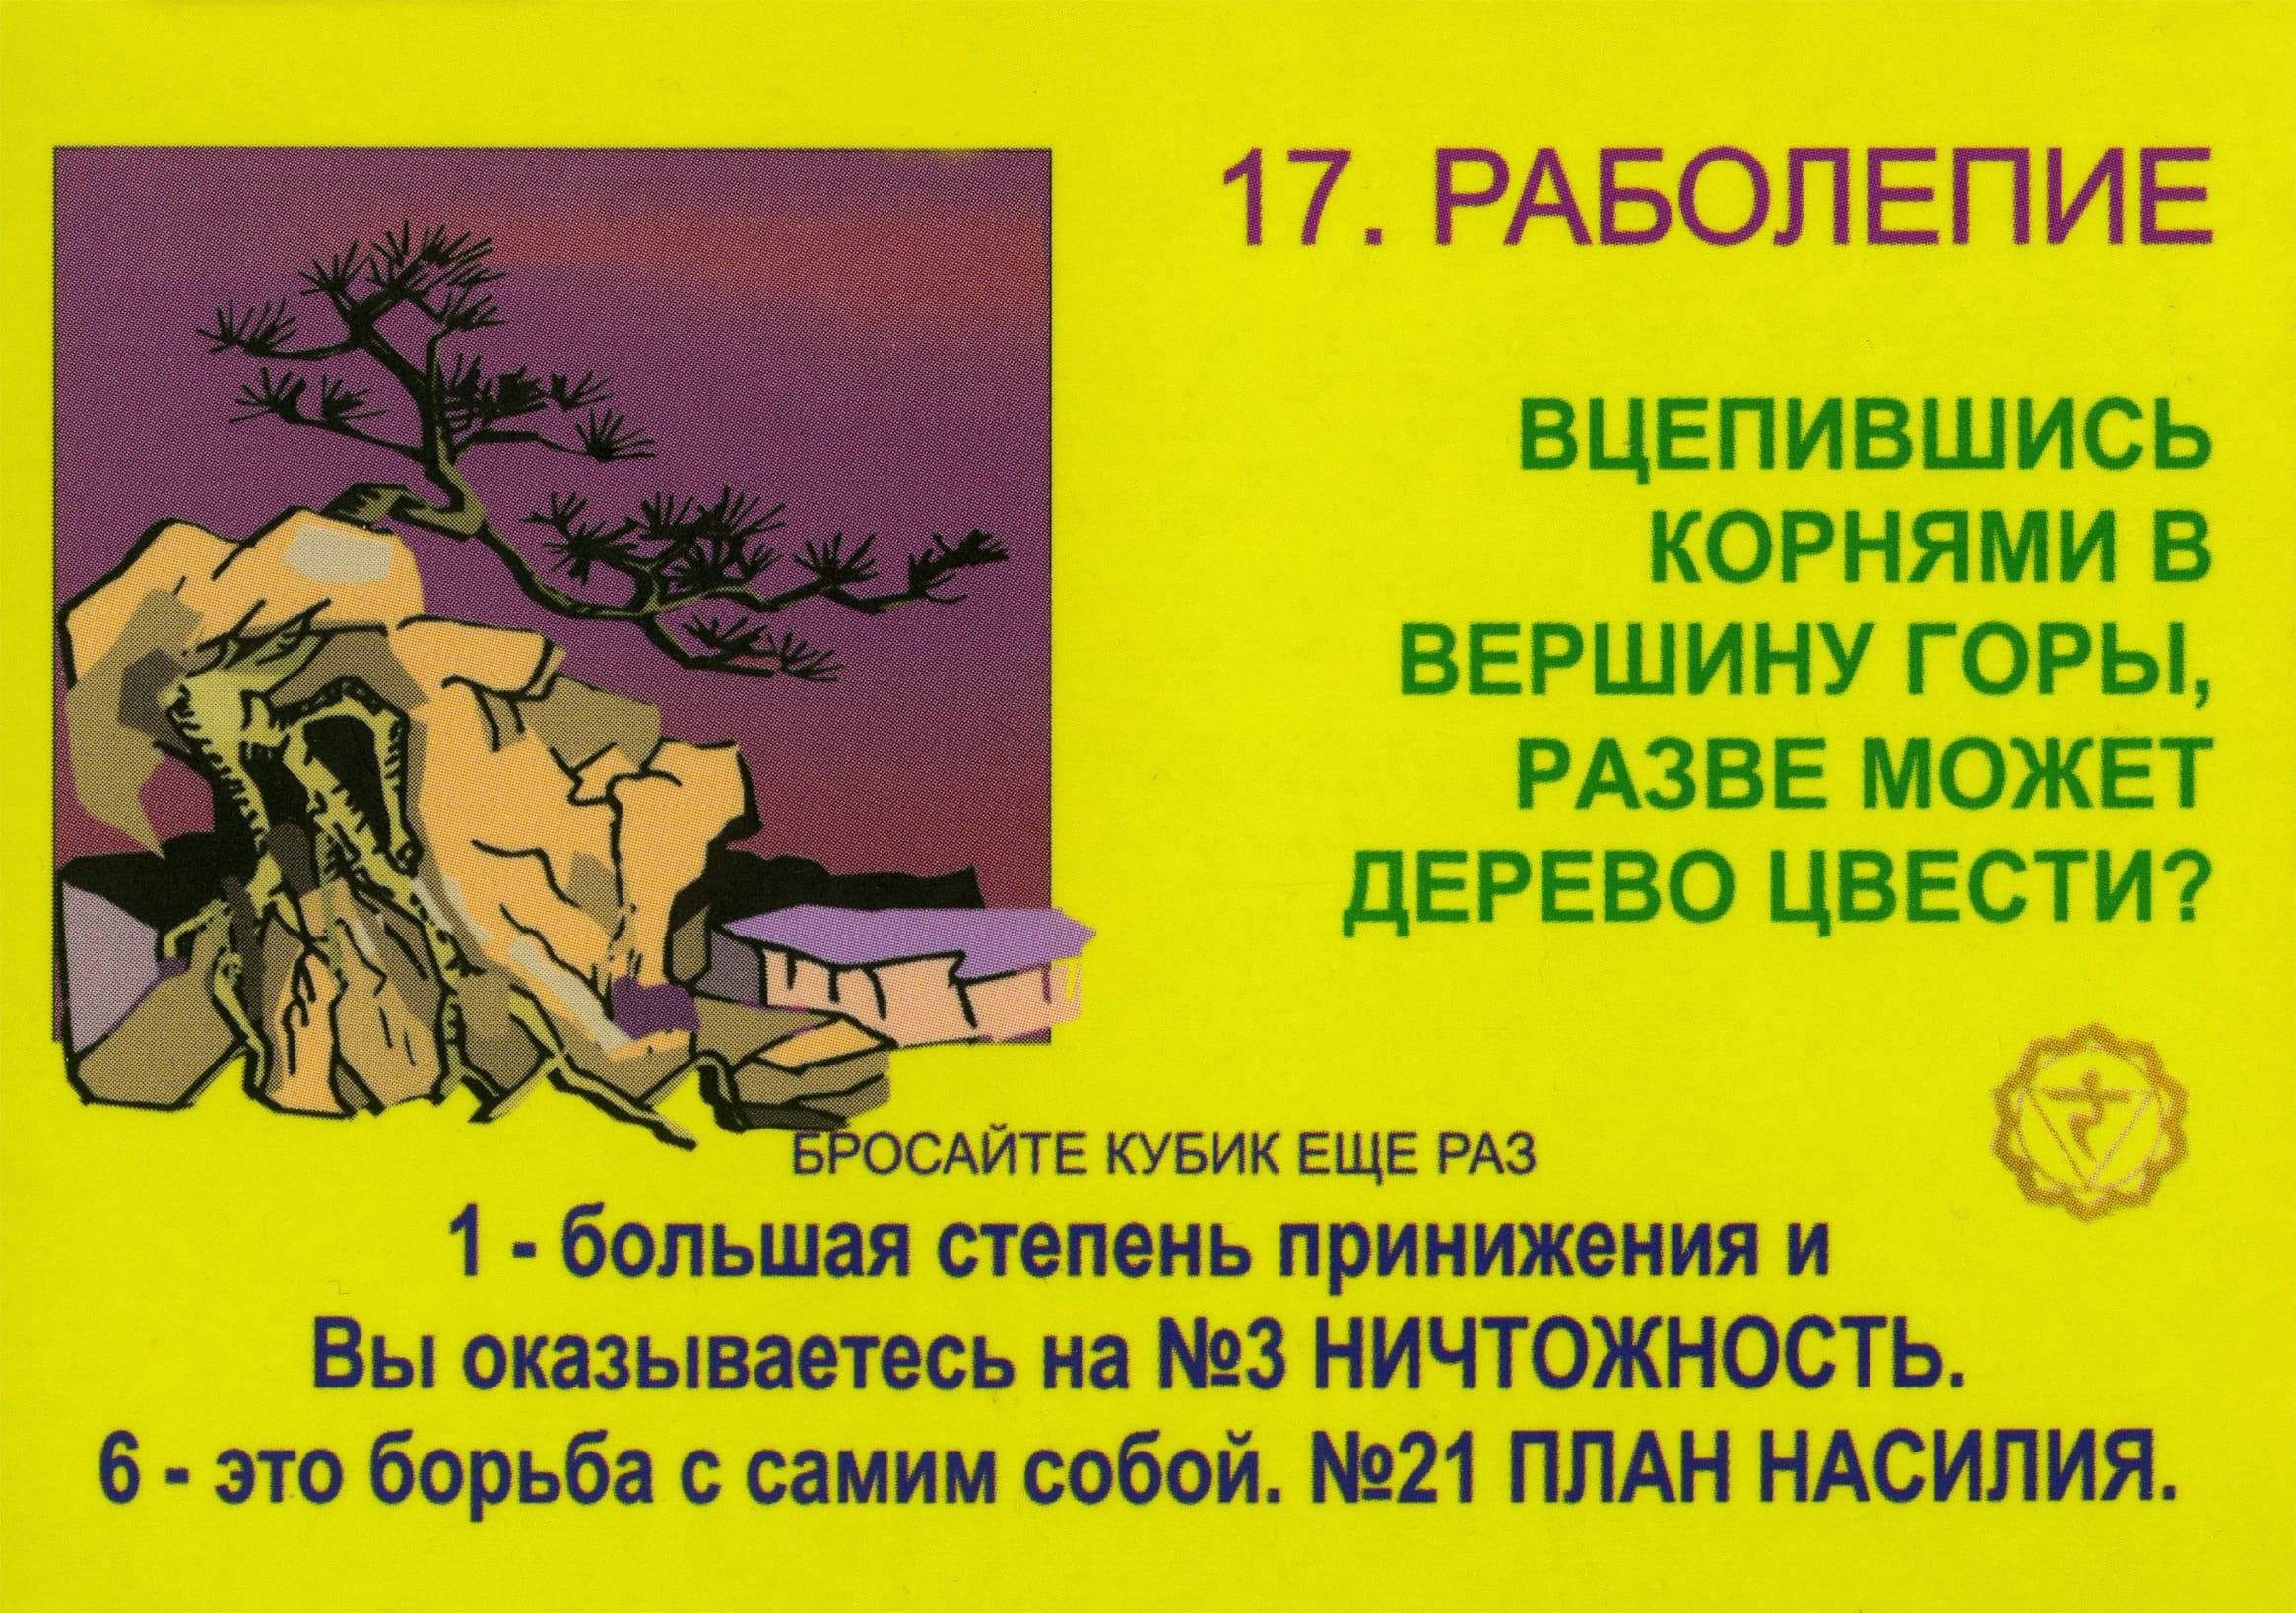 17. РАБОЛЕПИЕ
ВЦЕПИВШИСЬ
КОРНЯМИ В
ВЕРШИНУ ГОРЫ,
РАЗВЕ МОЖЕТ
ДЕРЕВО ЦВЕСТИ?
БРОСАЙТЕ КУБИК ЕЩЕ РАЗ
1 - большая степень принижения и
Вы оказываетесь на №3 НИЧТОЖНОСТЬ.
6 - это борьба с самим собой. №21 ПЛАН НАСИЛИЯ.